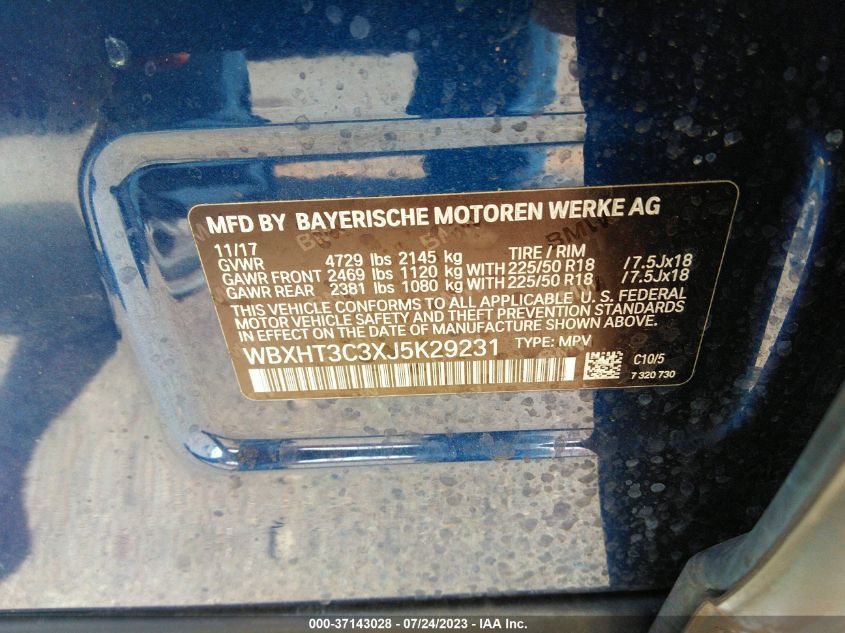 MFD BY BAYERISCHE MOTOREN WERKE AG
11/17 TIRE / RIM
GVWR 4729 lbs 2145 kg
GAWR FRONT 2469 lbs 1120 kg WITH 225/50 R18 /7.5Jx18
GAWR REAR 2381 lbs 1080 kg WITH 225/50 R18 /7.5Jx18
THIS VEHICLE CONFORMS TO ALL APPLICABLE U. S. FEDERAL
MOTOR VEHICLE SAFETY AND THEFT PREVENTION STANDARDS
IN EFFECT ON THE DATE OF MANUFACTURE SHOWN ABOVE.
WBXHT3C3XJ5K29231 TYPE: MPV
C10/5
7 320 730
000-37143028 - 07/24/2023 - IAA Inc.